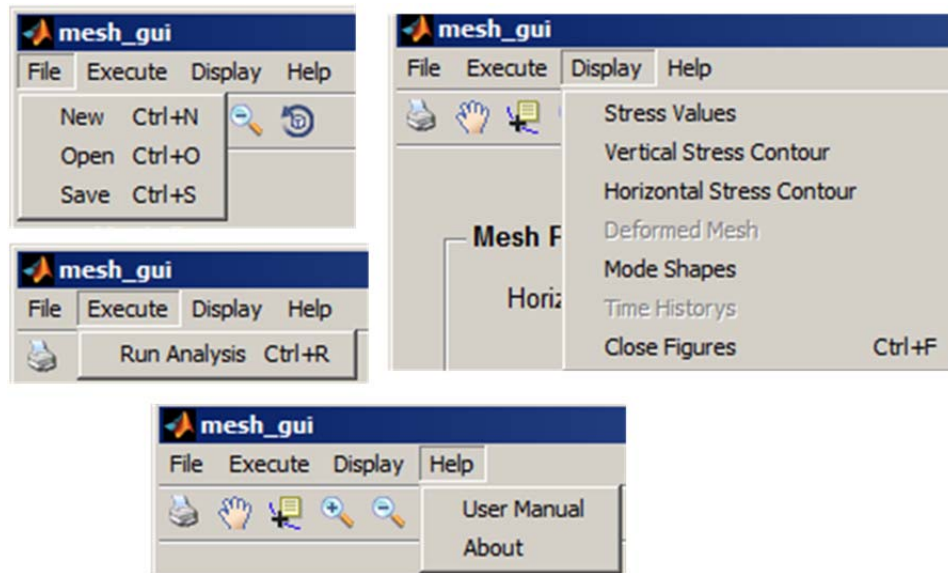 mesh_gui
File Execute Display Help
New Ctrl+N
Open Ctrl+O
Save Ctrl+S
mesh_gui
File Execute Display Help
Stress Values
Vertical Stress Contour
Horizontal Stress Contour
Deformed Mesh
Mode Shapes
Time Historys
Close Figures Ctrl+F
Mesh P
Horiz
mesh_gui
File Execute Display Help
Run Analysis Ctrl+R
mesh_gui
File Execute Display Help
User Manual
About